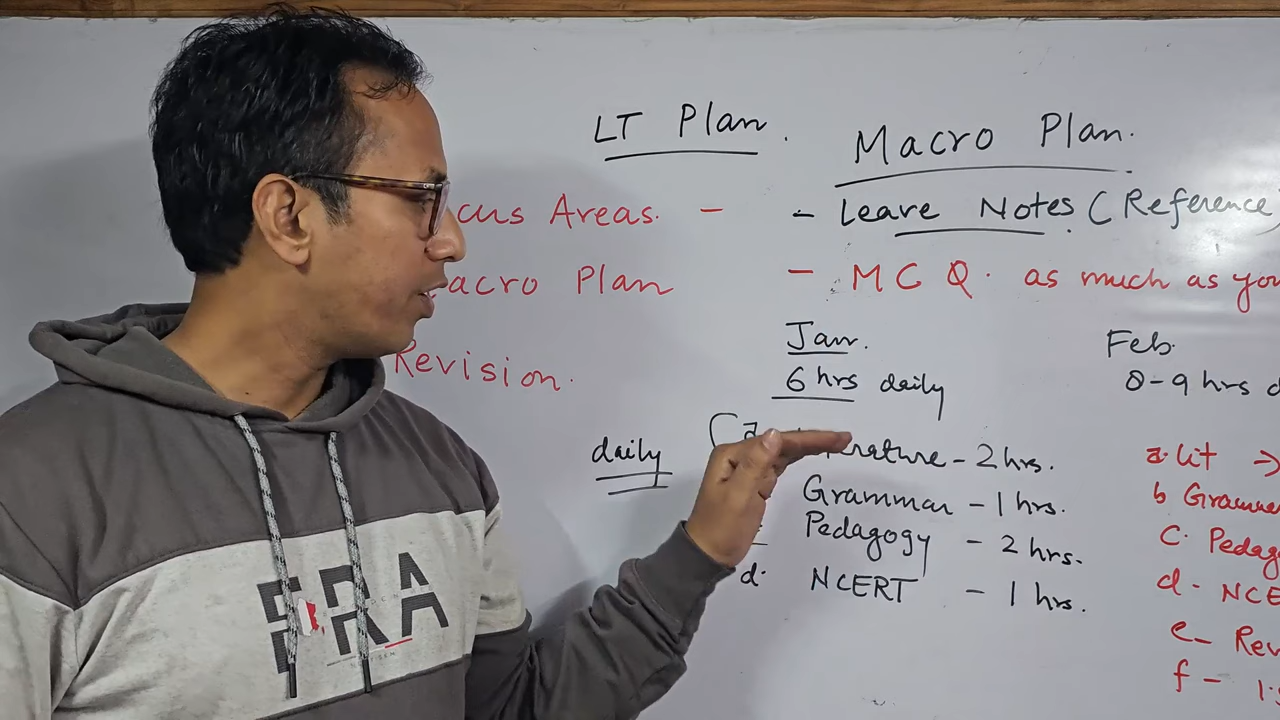 LT Plan.
Macro Plan.
cus Areas. -
- Leave Notes (Reference)
acro Plan
- MCQ. as much as you
Revision.
Jan.
6 hrs daily
Feb
8-9 hrs d
daily
a. rature - 2 hrs.
Grammar - 1 hrs.
Pedagogy - 2 hrs.
d. NCERT - 1 hrs.
a. lit →
b Gramm
C. Pedag
d - NCE
e - Rev
f -
FRA